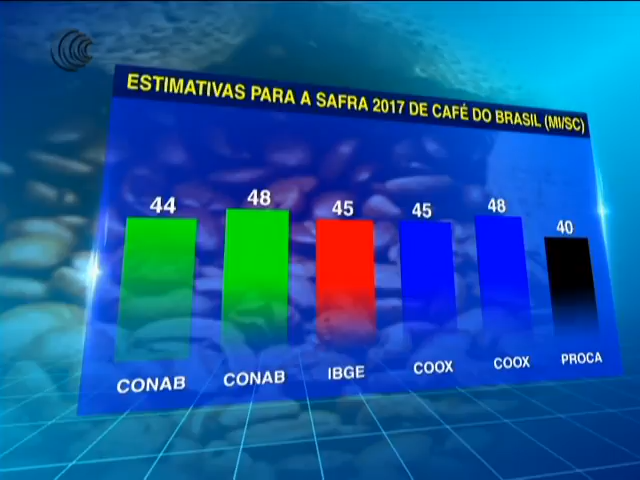 ESTIMATIVAS PARA A SAFRA 2017 DE CAFÉ DO BRASIL (MI/SC)
44 48 45 45 48 40
CONAB CONAB IBGE COOX COOX PROCA